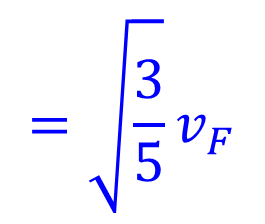 = √(3/5) v_F